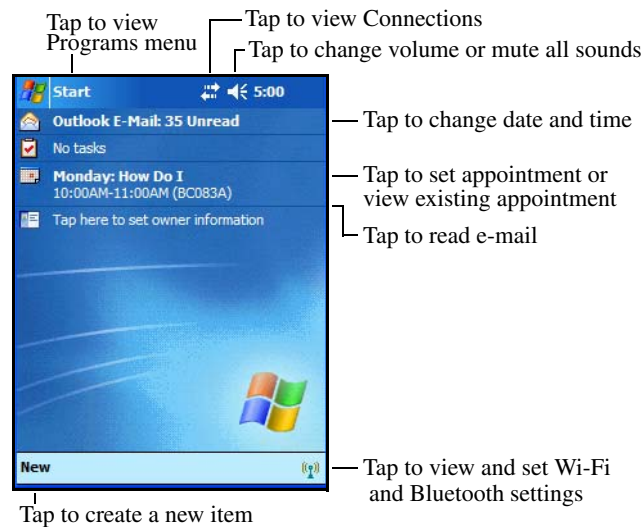 Tap to view
Programs menu
Tap to view Connections
Tap to change volume or mute all sounds
Start
5:00
Outlook E-Mail: 35 Unread
Tap to change date and time
No tasks
Monday: How Do I
10:00AM-11:00AM (BC083A)
Tap to set appointment or
view existing appointment
Tap here to set owner information
Tap to read e-mail
New
Tap to view and set Wi-Fi
and Bluetooth settings
Tap to create a new item